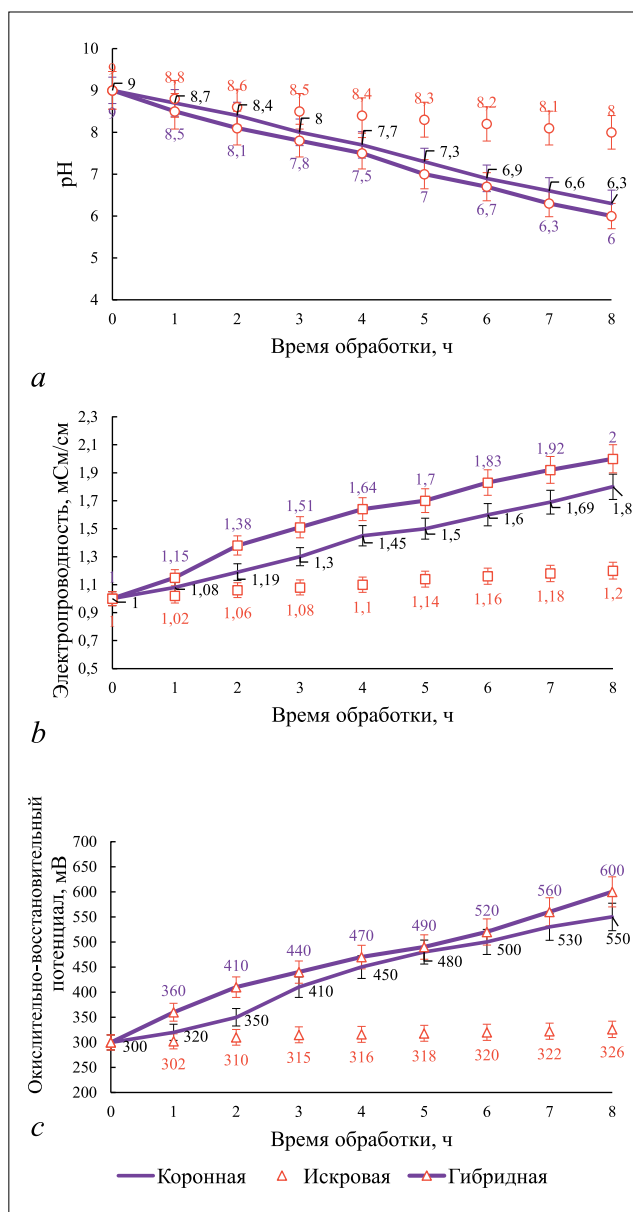 10
9
8
7
6
5
4
pH
9 8.8 8.6 8.5 8.4 8.3 8.2 8.1 8
9 8,7 8,4 8 7,7 7,3 6,9 6,6 6,3
9 8,5 8,1 7,8 7,5 7 6,7 6,3 6
0 1 2 3 4 5 6 7 8
Время обработки, ч
a
2,3
2,1
1,9
1,7
1,5
1,3
1,1
0,9
0,7
0,5
Электропроводность, мСм/см
1,15 1,38 1,51 1,64 1,7 1,83 1,92 2
1 1,08 1,19 1,3 1,45 1,5 1,6 1,69 1,8
1 1,02 1,06 1,08 1,1 1,14 1,16 1,18 1,2
0 1 2 3 4 5 6 7 8
Время обработки, ч
b
700
650
600
550
500
450
400
350
300
250
200
Окислительно-восстановительный
потенциал, мВ
360 410 440 470 490 520 560 600
300 320 350 410 450 480 500 530 550
302 310 315 316 318 320 322 326
0 1 2 3 4 5 6 7 8
Время обработки, ч
c
Коронная Искровая Гибридная